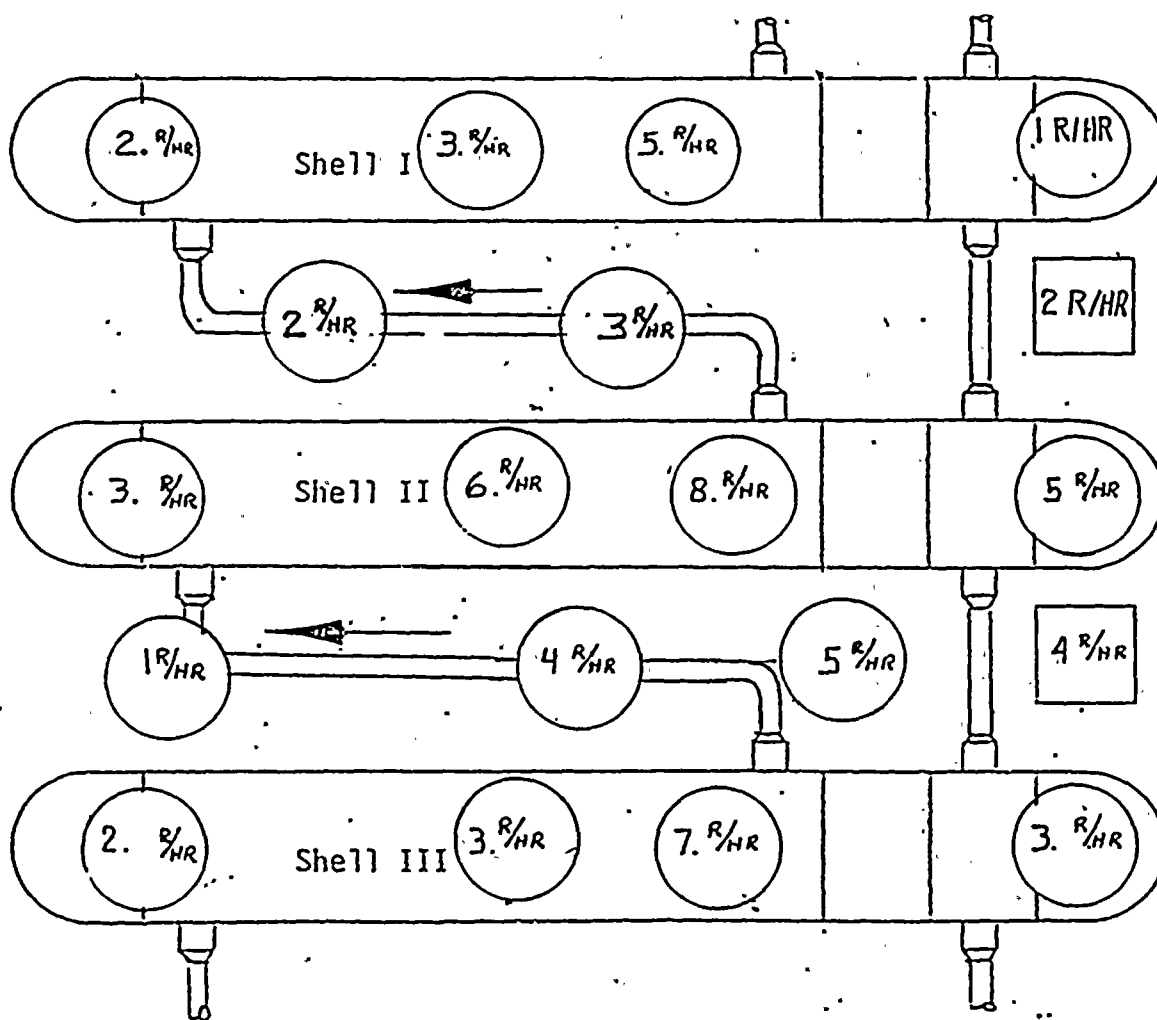 2. R/HR Shell I 3. R/HR 5. R/HR 1 R/HR
2 R/HR 3 R/HR 2 R/HR
3. R/HR Shell II 6. R/HR 8. R/HR 5 R/HR
1 R/HR 4 R/HR 5 R/HR 4 R/HR
2. R/HR Shell III 3. R/HR 7. R/HR 3. R/HR